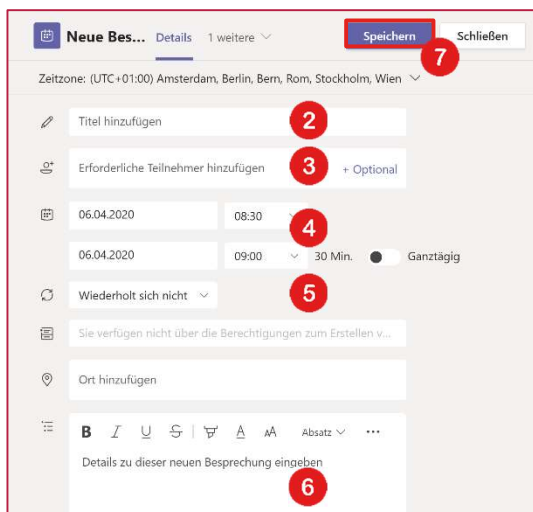 Neue Bes... Details 1 weitere Speichern Schließen
7
Zeitzone: (UTC+01:00) Amsterdam, Berlin, Bern, Rom, Stockholm, Wien
Titel hinzufügen 2
Erforderliche Teilnehmer hinzufügen 3 + Optional
06.04.2020 08:30
4
06.04.2020 09:00 30 Min. Ganztägig
Wiederholt sich nicht 5
Sie verfügen nicht über die Berechtigungen zum Erstellen v...
Ort hinzufügen
B I U S A AA Absatz ...
Details zu dieser neuen Besprechung eingeben
6